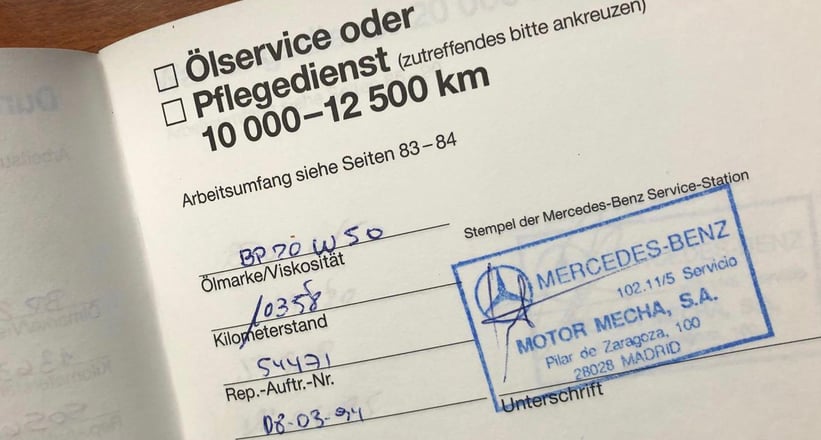 Ölservice oder
Pflegedienst (zutreffendes bitte ankreuzen)
10 000–12 500 km
Arbeitsumfang siehe Seiten 83–84
Stempel der Mercedes-Benz Service-Station
BP 20 W 50
Ölmarke/Viskosität
10358
Kilometerstand
54471
Rep.-Auftr.-Nr.
08-03-94
MERCEDES-BENZ
102.11/5 Servicio
MOTOR MECHA, S.A.
Pilar de Zaragoza, 100
28028 MADRID
Unterschrift